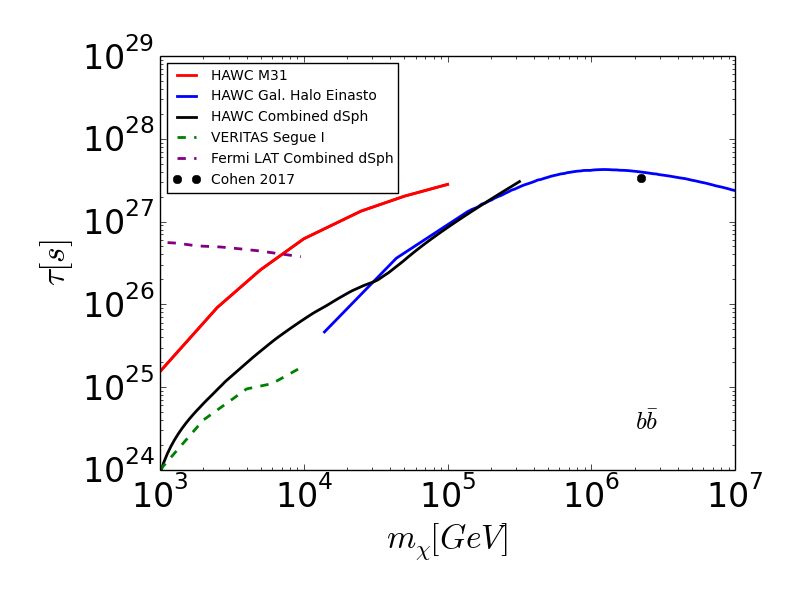 10^29
10^28
10^27
10^26
10^25
10^24
τ[s]
HAWC M31
HAWC Gal. Halo Einasto
HAWC Combined dSph
VERITAS Segue I
Fermi LAT Combined dSph
Cohen 2017
bb̄
10^3 10^4 10^5 10^6 10^7
m_χ[GeV]